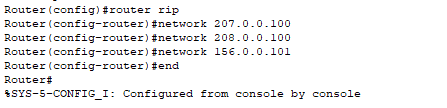 Router(config)#router rip
Router(config-router)#network 207.0.0.100
Router(config-router)#network 208.0.0.100
Router(config-router)#network 156.0.0.101
Router(config-router)#end
Router#
%SYS-5-CONFIG_I: Configured from console by console